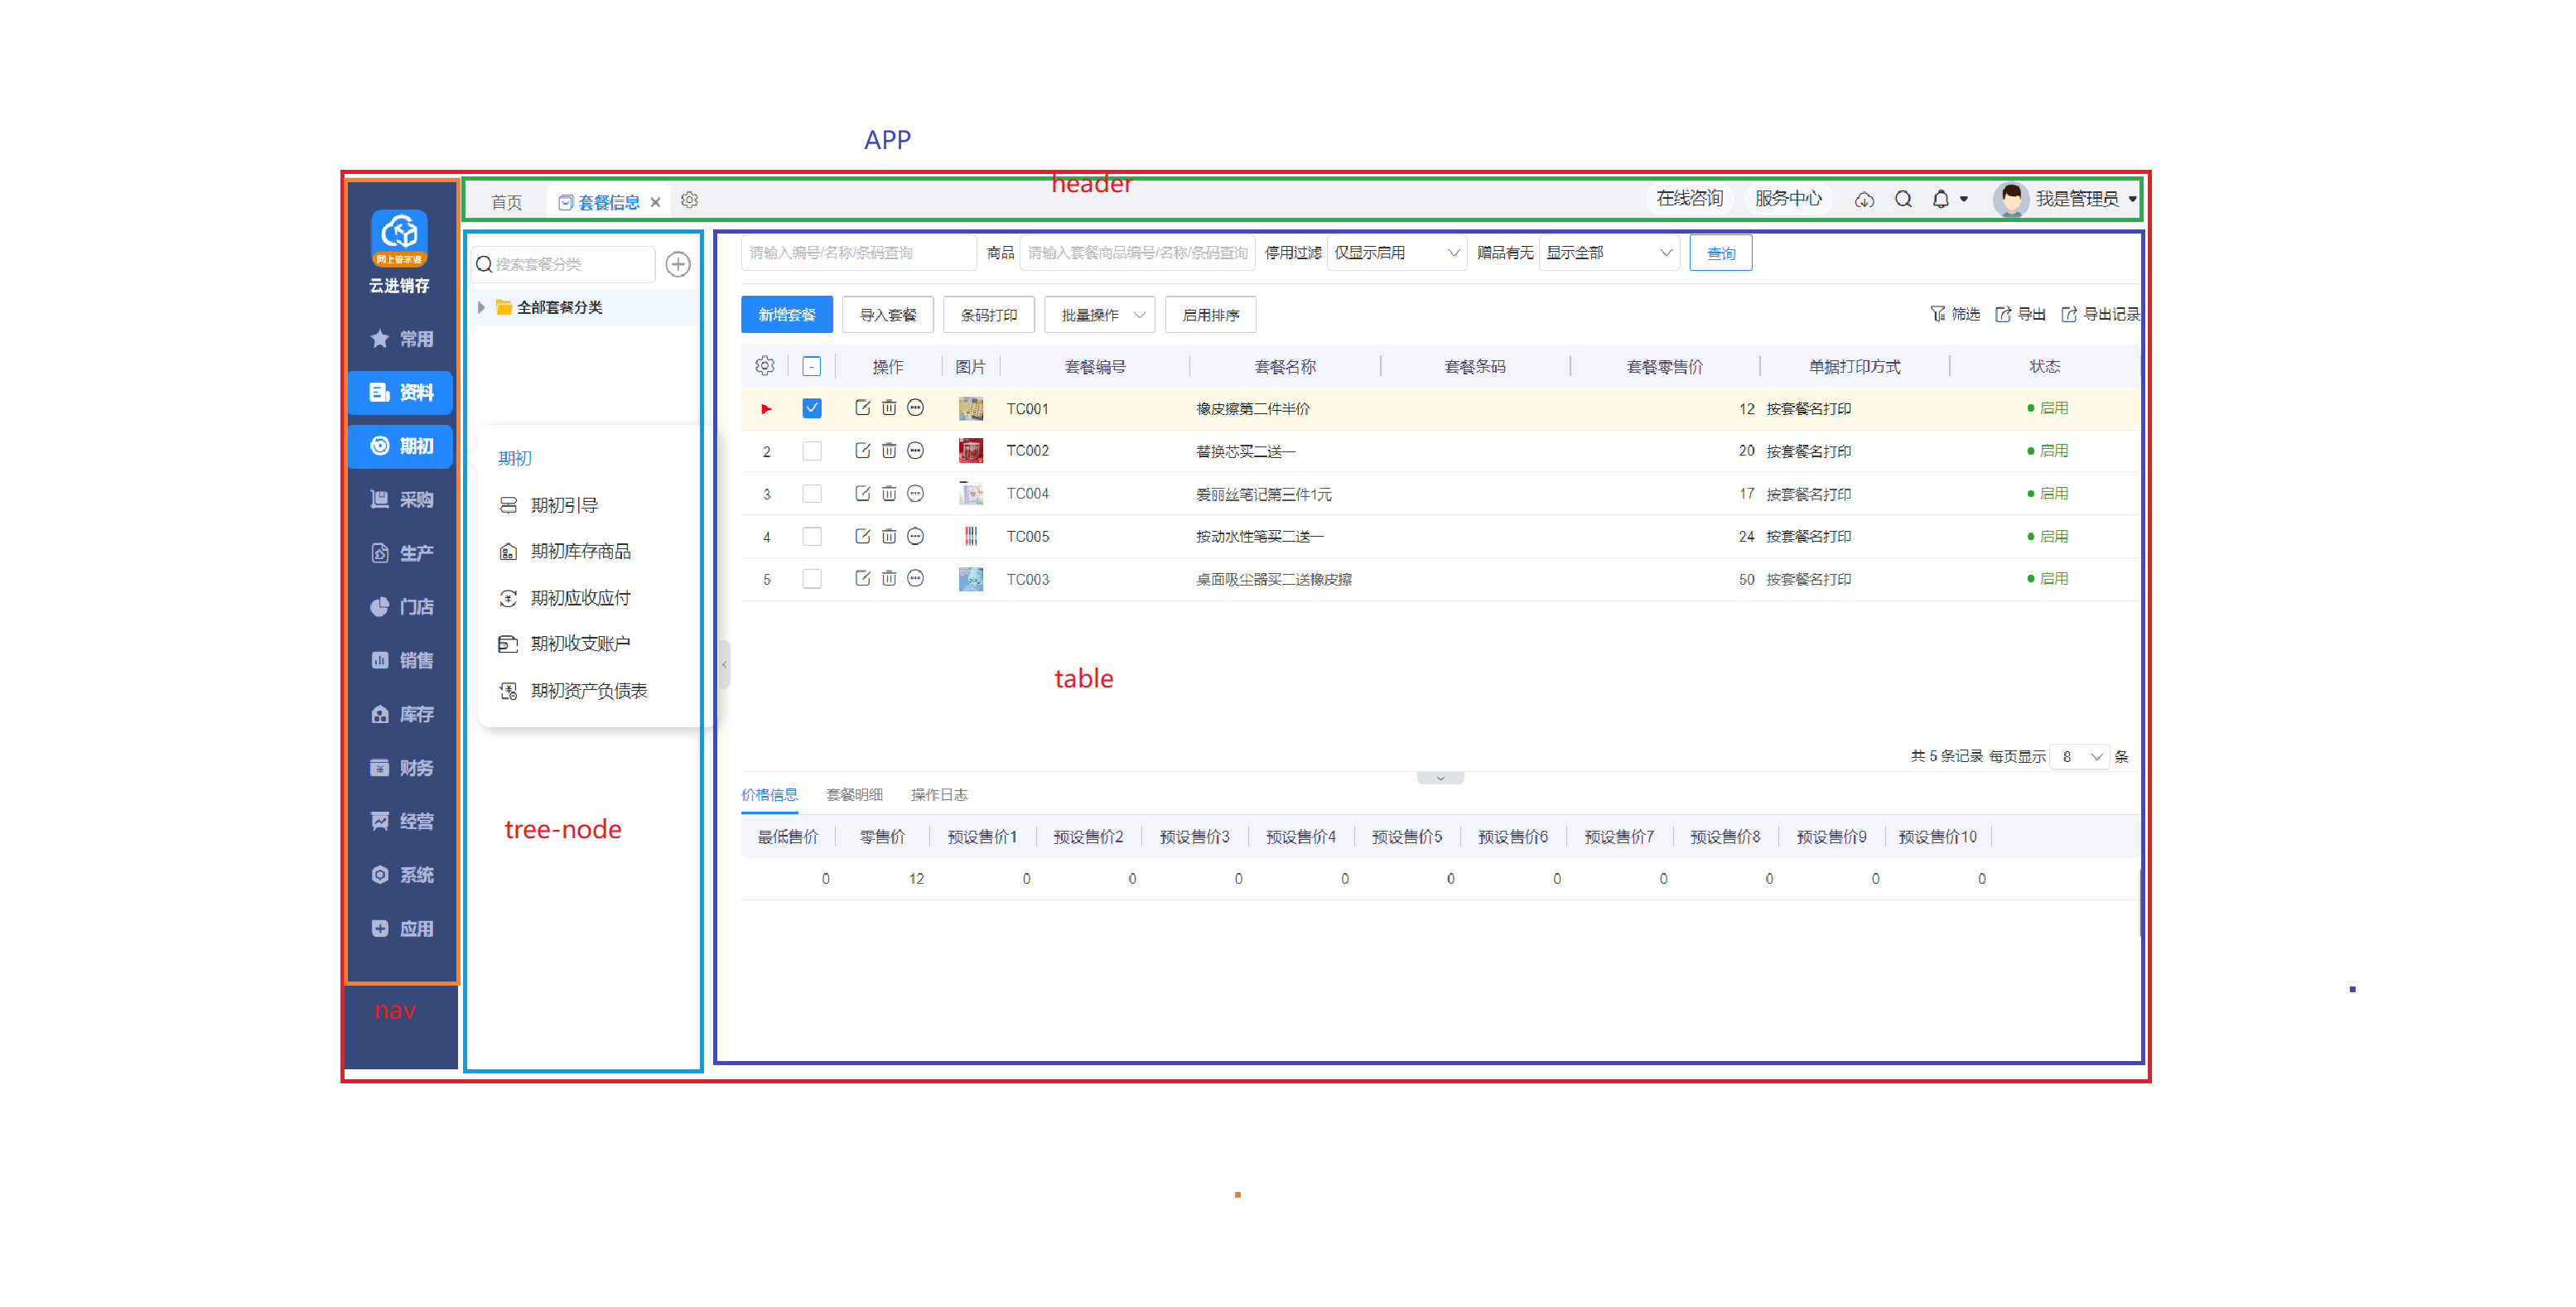 APP
header
首页 套餐信息 在线咨询 服务中心 我是管理员
网上管家婆
云进销存
常用
资料
期初
采购
生产
门店
销售
库存
财务
经营
系统
应用
nav
搜索套餐分类
全部套餐分类
期初
期初引导
期初库存商品
期初应收应付
期初收支账户
期初资产负债表
tree-node
请输入编号/名称/条码查询 商品 请输入套餐商品编号/名称/条码查询 停用过滤 仅显示启用 赠品有无 显示全部 查询
新增套餐 导入套餐 条码打印 批量操作 启用排序 筛选 导出 导出记录
操作 图片 套餐编号 套餐名称 套餐条码 套餐零售价 单据打印方式 状态
TC001 橡皮擦第二件半价 12 按套餐名打印 启用
2 TC002 替换芯买二送一 20 按套餐名打印 启用
3 TC004 爱丽丝笔记第三件1元 17 按套餐名打印 启用
4 TC005 按动水性笔买二送一 24 按套餐名打印 启用
5 TC003 桌面吸尘器买二送橡皮擦 50 按套餐名打印 启用
table
共 5 条记录 每页显示 8 条
价格信息 套餐明细 操作日志
最低售价 零售价 预设售价1 预设售价2 预设售价3 预设售价4 预设售价5 预设售价6 预设售价7 预设售价8 预设售价9 预设售价10
0 12 0 0 0 0 0 0 0 0 0 0